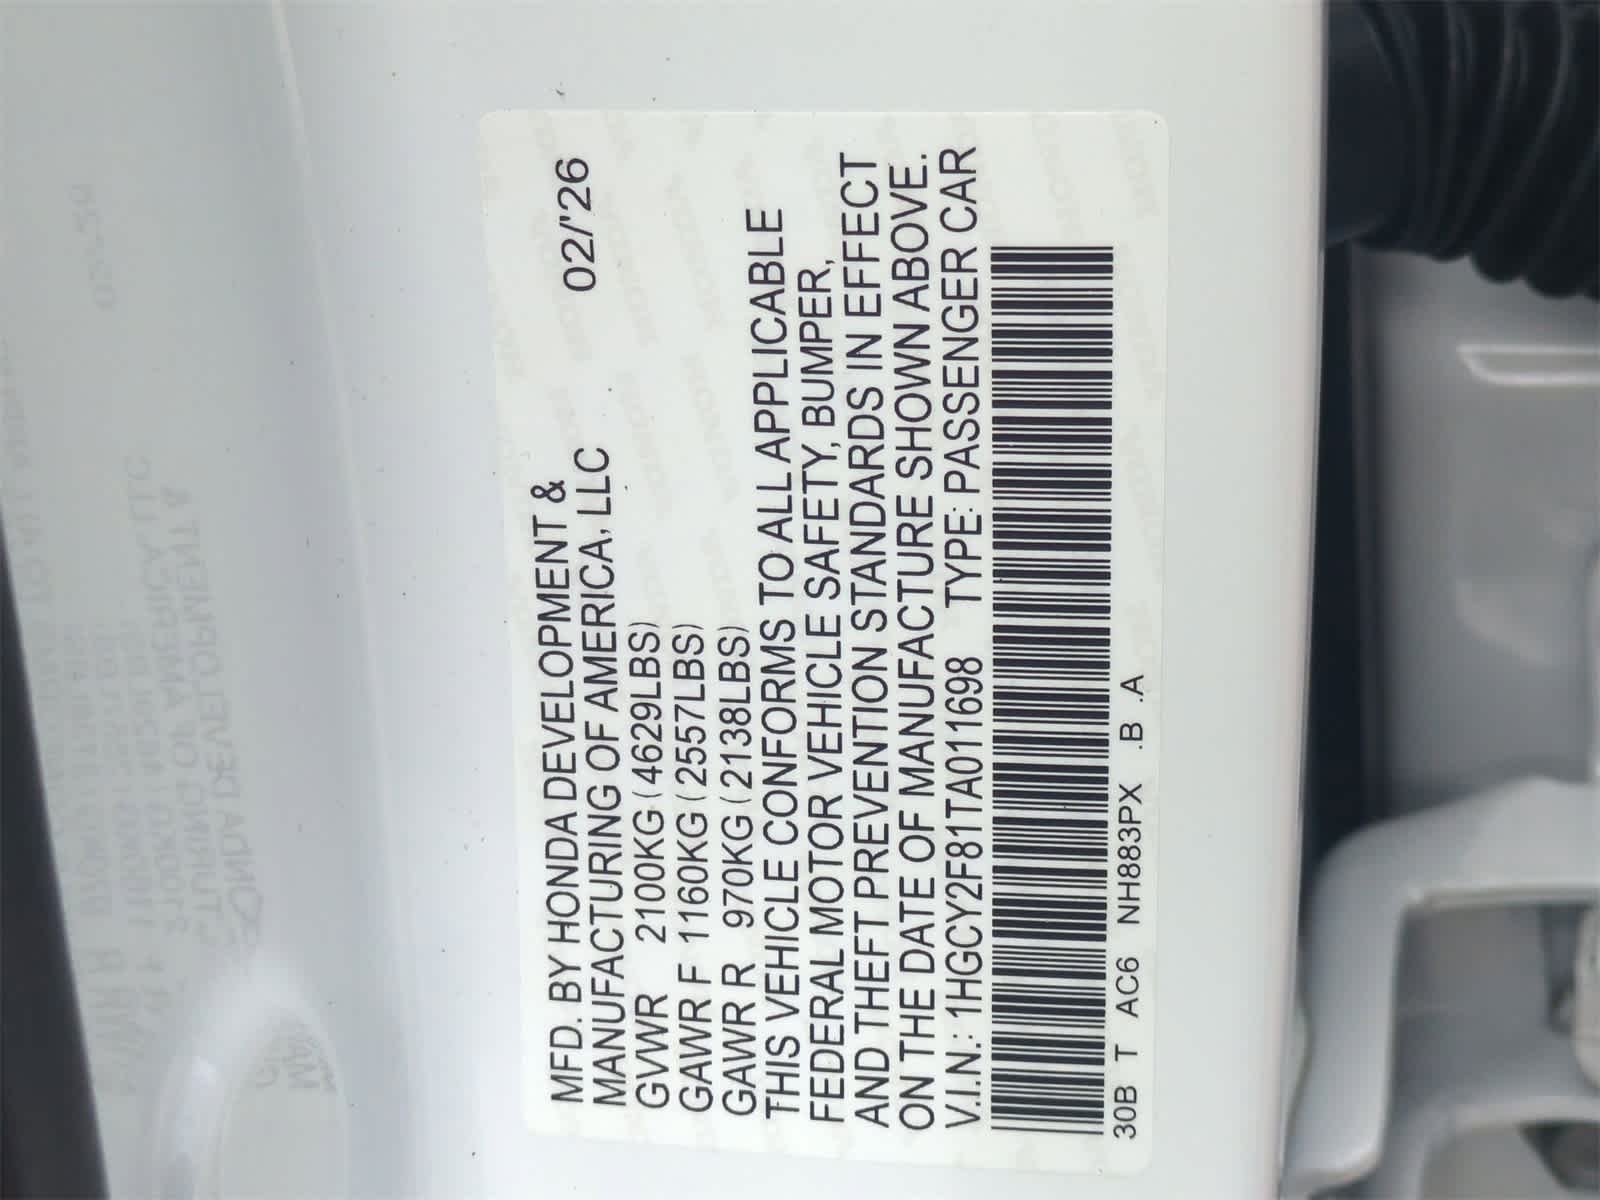 MFD. BY HONDA DEVELOPMENT & 02/'26
MANUFACTURING OF AMERICA, LLC
GVWR 2100KG (4629LBS)
GAWR F 1160KG (2557LBS)
GAWR R 970KG (2138LBS)
THIS VEHICLE CONFORMS TO ALL APPLICABLE
FEDERAL MOTOR VEHICLE SAFETY, BUMPER,
AND THEFT PREVENTION STANDARDS IN EFFECT
ON THE DATE OF MANUFACTURE SHOWN ABOVE.
V.I.N.: 1HGCY2F81TA011698 TYPE: PASSENGER CAR
30B T AC6 NH883PX .B .A